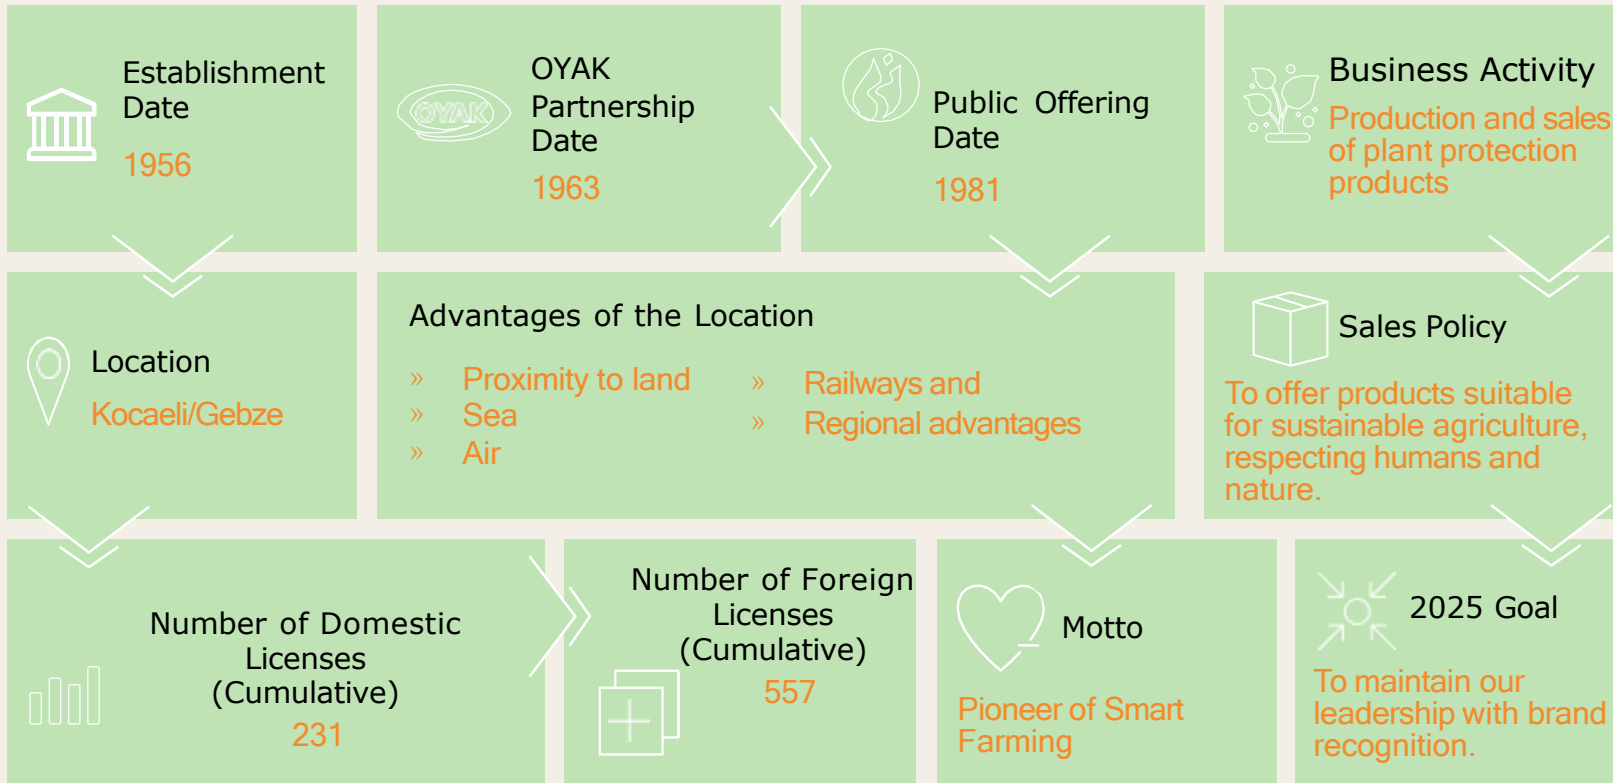 Establishment
Date
1956
OYAK
OYAK
Partnership
Date
1963
Public Offering
Date
1981
Business Activity
Production and sales
of plant protection
products
Location
Kocaeli/Gebze
Advantages of the Location
» Proximity to land
» Sea
» Air
» Railways and
» Regional advantages
Sales Policy
To offer products suitable
for sustainable agriculture,
respecting humans and
nature.
Number of Domestic
Licenses
(Cumulative)
231
Number of Foreign
Licenses
(Cumulative)
557
Motto
Pioneer of Smart
Farming
2025 Goal
To maintain our
leadership with brand
recognition.